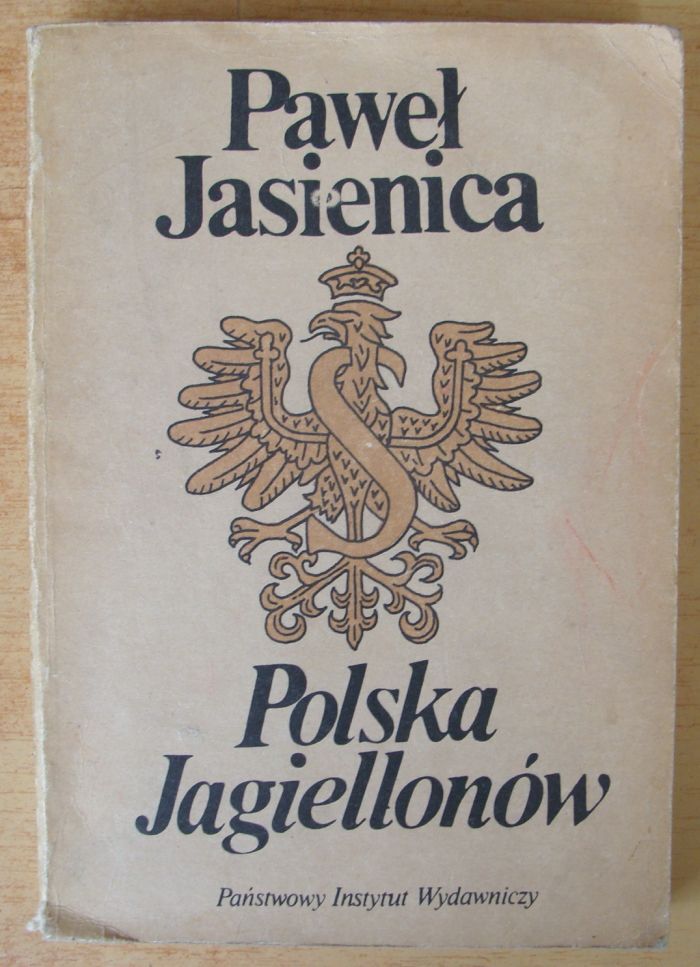 Paweł
Jasienica
S
Polska
Jagiellonów
Państwowy Instytut Wydawniczy